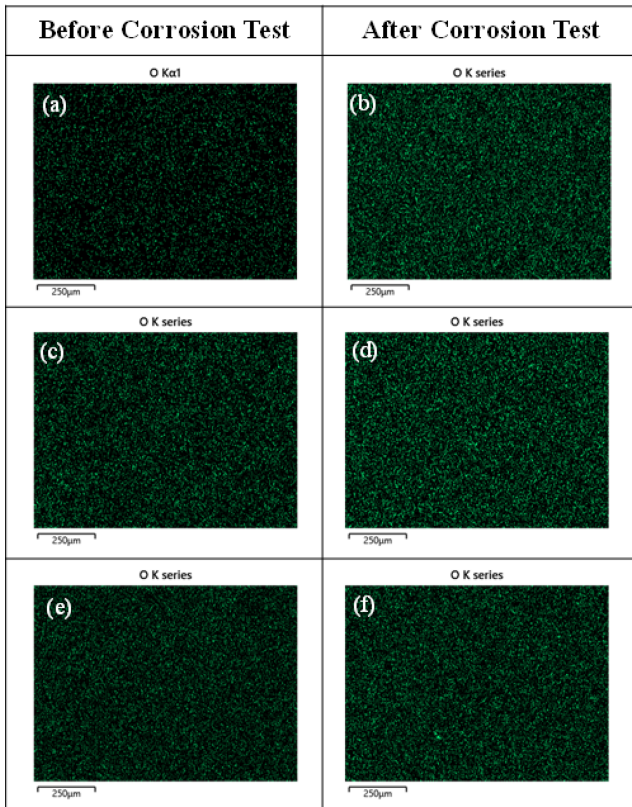 Before Corrosion Test
After Corrosion Test
O Kα1
(a)
250µm
O K series
(b)
250µm
O K series
(c)
250µm
O K series
(d)
250µm
O K series
(e)
250µm
O K series
(f)
250µm